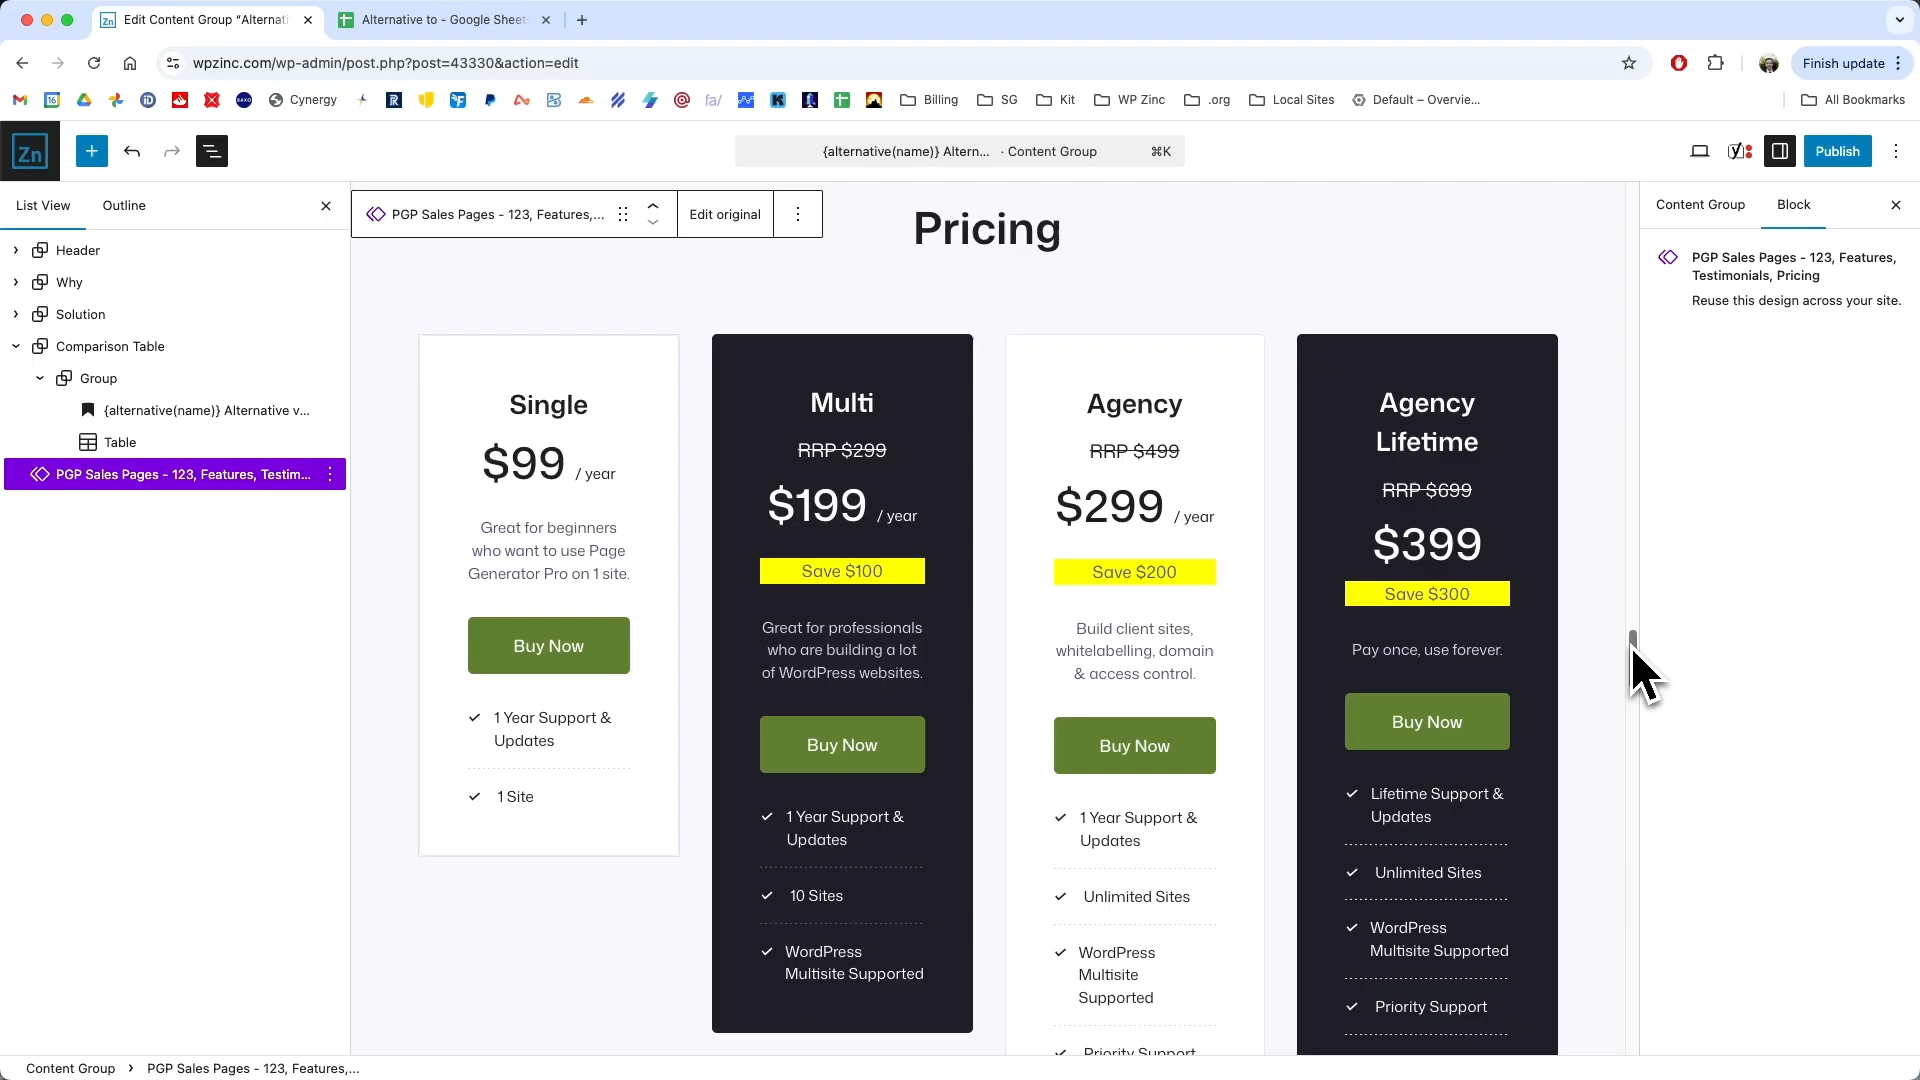 Edit Content Group "Alternati
Alternative to - Google Sheet
wpzinc.com/wp-admin/post.php?post=43330&action=edit
Finish update
Cynergy
fa/
Billing
SG
Kit
WP Zinc
.org
Local Sites
Default – Overvie...
All Bookmarks
Zn
{alternative(name)} Altern... · Content Group
⌘K
Publish
List View
Outline
PGP Sales Pages - 123, Features,...
Edit original
Content Group
Block
Header
Why
Solution
Comparison Table
Group
{alternative(name)} Alternative v...
Table
PGP Sales Pages - 123, Features, Testim...
Pricing
Single
$99 / year
Great for beginners
who want to use Page
Generator Pro on 1 site.
Buy Now
1 Year Support &
Updates
1 Site
Multi
RRP $299
$199 / year
Save $100
Great for professionals
who are building a lot
of WordPress websites.
Buy Now
1 Year Support &
Updates
10 Sites
WordPress
Multisite Supported
Agency
RRP $499
$299 / year
Save $200
Build client sites,
whitelabelling, domain
& access control.
Buy Now
1 Year Support &
Updates
Unlimited Sites
WordPress
Multisite
Supported
Priority Support
Agency
Lifetime
RRP $699
$399
Save $300
Pay once, use forever.
Buy Now
Lifetime Support &
Updates
Unlimited Sites
WordPress
Multisite Supported
Priority Support
PGP Sales Pages - 123, Features,
Testimonials, Pricing
Reuse this design across your site.
Content Group
PGP Sales Pages - 123, Features,...